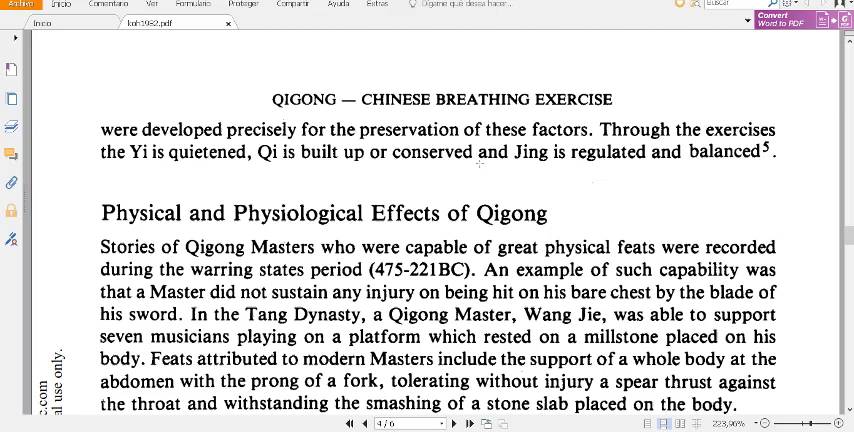 Archivo Inicio Comentario Ver Formulario Proteger Compartir Ayuda Extras Dígame qué desea hacer... Buscar
Inicio koh1982.pdf Convert
Word to PDF
QIGONG — CHINESE BREATHING EXERCISE
were developed precisely for the preservation of these factors. Through the exercises
the Yi is quietened, Qi is built up or conserved and Jing is regulated and balanced⁵.
Physical and Physiological Effects of Qigong
Stories of Qigong Masters who were capable of great physical feats were recorded
during the warring states period (475-221BC). An example of such capability was
that a Master did not sustain any injury on being hit on his bare chest by the blade of
his sword. In the Tang Dynasty, a Qigong Master, Wang Jie, was able to support
seven musicians playing on a platform which rested on a millstone placed on his
body. Feats attributed to modern Masters include the support of a whole body at the
abdomen with the prong of a fork, tolerating without injury a spear thrust against
the throat and withstanding the smashing of a stone slab placed on the body.
c.com
al use only.
4 / 6 223,96%